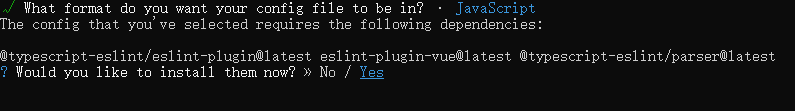 √ What format do you want your config file to be in? · JavaScript
The config that you've selected requires the following dependencies:
@typescript-eslint/eslint-plugin@latest eslint-plugin-vue@latest @typescript-eslint/parser@latest
? Would you like to install them now? » No / Yes